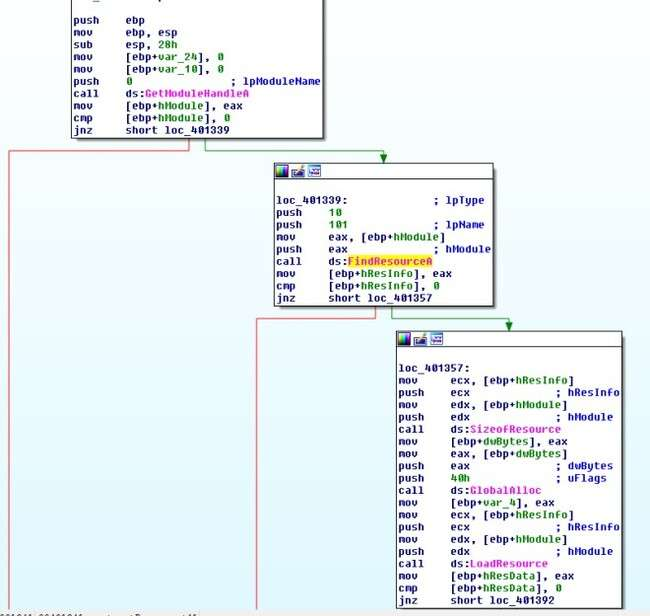 push ebp
mov ebp, esp
sub esp, 28h
mov [ebp+var_24], 0
mov [ebp+var_10], 0
push 0 ; lpModuleName
call ds:GetModuleHandleA
mov [ebp+hModule], eax
cmp [ebp+hModule], 0
jnz short loc_401339
loc_401339: ; lpType
push 10
push 101 ; lpName
mov eax, [ebp+hModule]
push eax ; hModule
call ds:FindResourceA
mov [ebp+hResInfo], eax
cmp [ebp+hResInfo], 0
jnz short loc_401357
loc_401357:
mov ecx, [ebp+hResInfo]
push ecx ; hResInfo
mov edx, [ebp+hModule]
push edx ; hModule
call ds:SizeofResource
mov [ebp+dwBytes], eax
mov eax, [ebp+dwBytes]
push eax ; dwBytes
push 40h ; uFlags
call ds:GlobalAlloc
mov [ebp+var_4], eax
mov ecx, [ebp+hResInfo]
push ecx ; hResInfo
mov edx, [ebp+hModule]
push edx ; hModule
call ds:LoadResource
mov [ebp+hResData], eax
cmp [ebp+hResData], 0
jnz short loc_401392